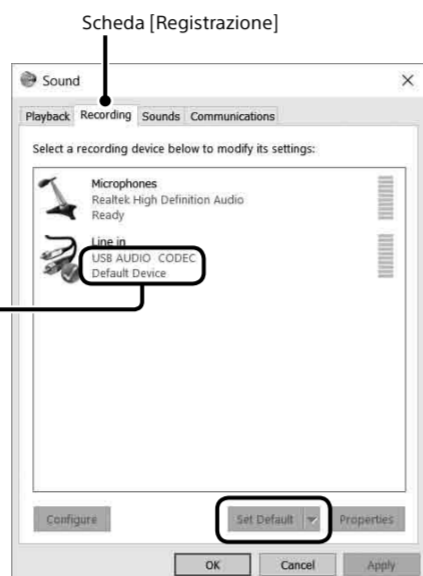 Scheda [Registrazione]
Sound
Playback Recording Sounds Communications
Select a recording device below to modify its settings:
Microphones
Realtek High Definition Audio
Ready
Line in
USB AUDIO CODEC
Default Device
Configure Set Default Properties
OK Cancel Apply